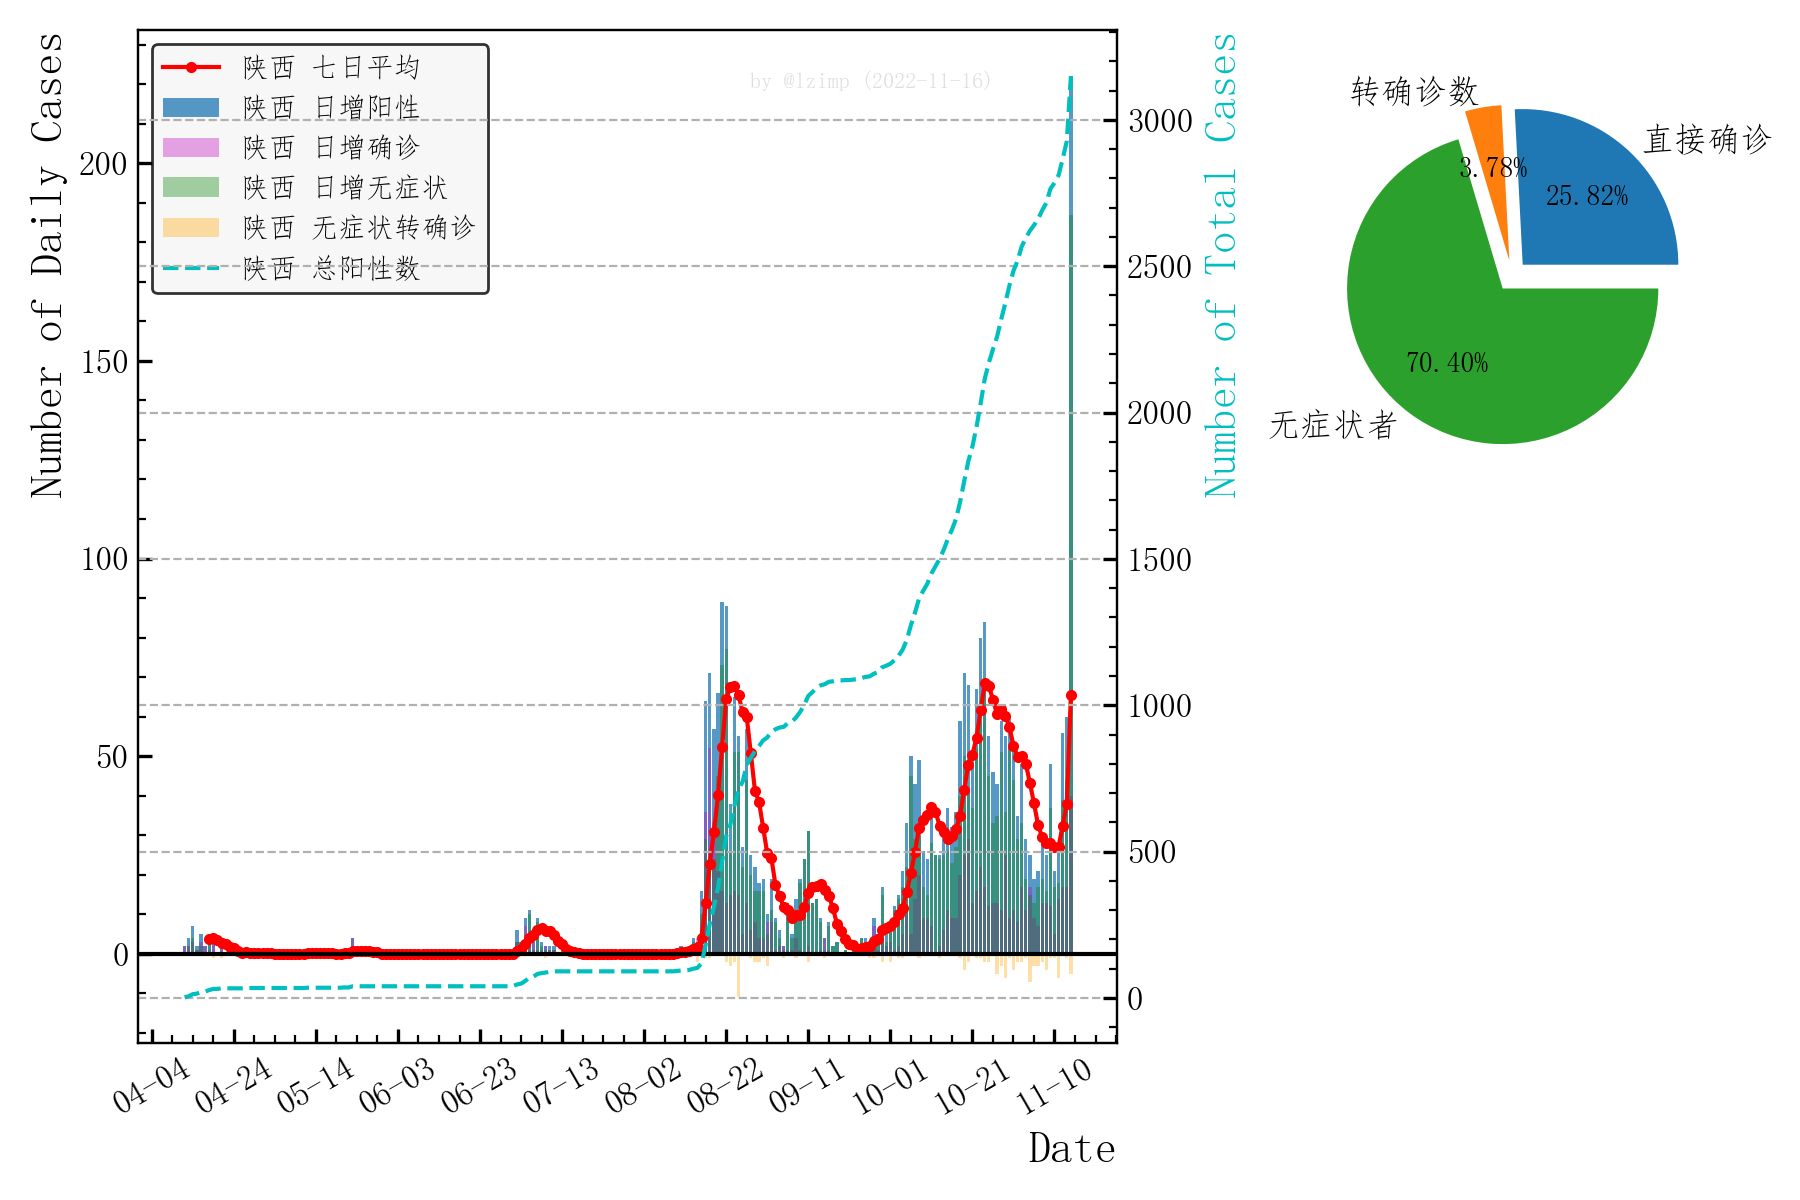 Number of Daily Cases
200
150
100
50
0
陕西 七日平均
陕西 日增阳性
陕西 日增确诊
陕西 日增无症状
陕西 无症状转确诊
陕西 总阳性数
by @lzimp (2022-11-16)
3000
2500
2000
1500
1000
500
0
Number of Total Cases
04-04
04-24
05-14
06-03
06-23
07-13
08-02
08-22
09-11
10-01
10-21
11-10
Date
转确诊数
直接确诊
3.78%
25.82%
70.40%
无症状者